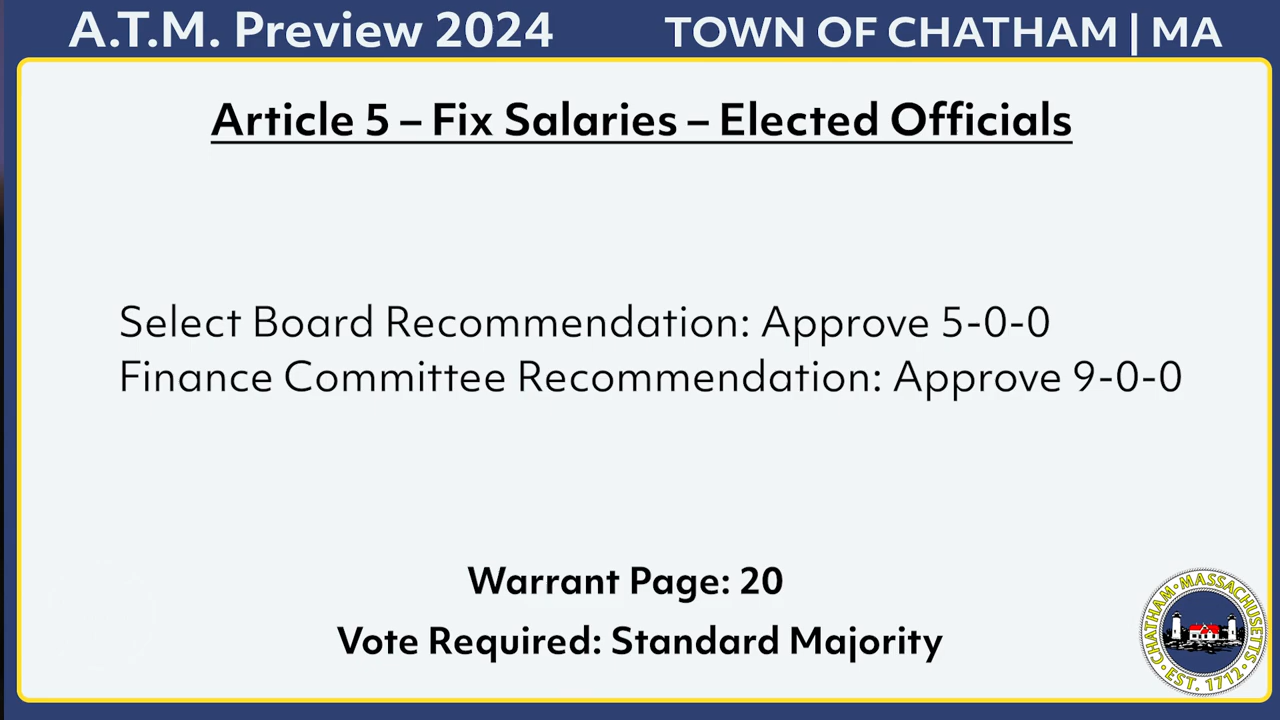 A.T.M. Preview 2024
TOWN OF CHATHAM | MA
Article 5 – Fix Salaries – Elected Officials
Select Board Recommendation: Approve 5-0-0
Finance Committee Recommendation: Approve 9-0-0
Warrant Page: 20
Vote Required: Standard Majority
CHATHAM · MASSACHUSETTS
· EST. 1712 ·